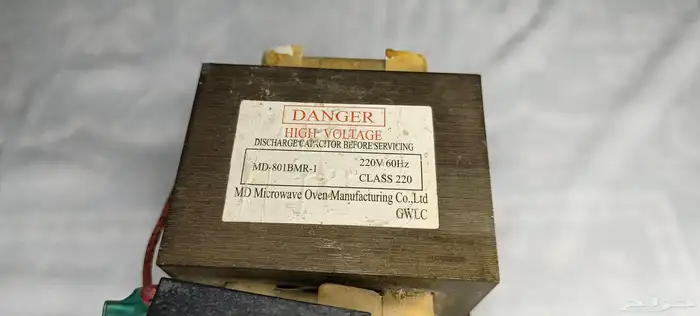 DANGER
HIGH VOLTAGE
DISCHARGE CAPACITOR BEFORE SERVICING
MD-801BMR-1
220V 60Hz
CLASS 220
MD Microwave Oven Manufacturing Co.,Ltd
GWLC
حراج